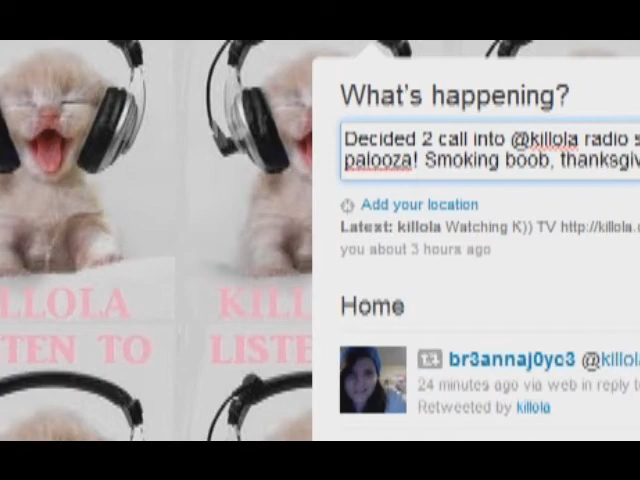 What's happening?
Decided 2 call into @killola radio s
palooza! Smoking boob, thanksgiv
Add your location
Latest: killola Watching K)) TV http://killola.
you about 3 hours ago
Home
br3annaj0yc3 @killola
24 minutes ago via web in reply t
Retweeted by killola
ILLOLA KILL
TEN TO LISTE